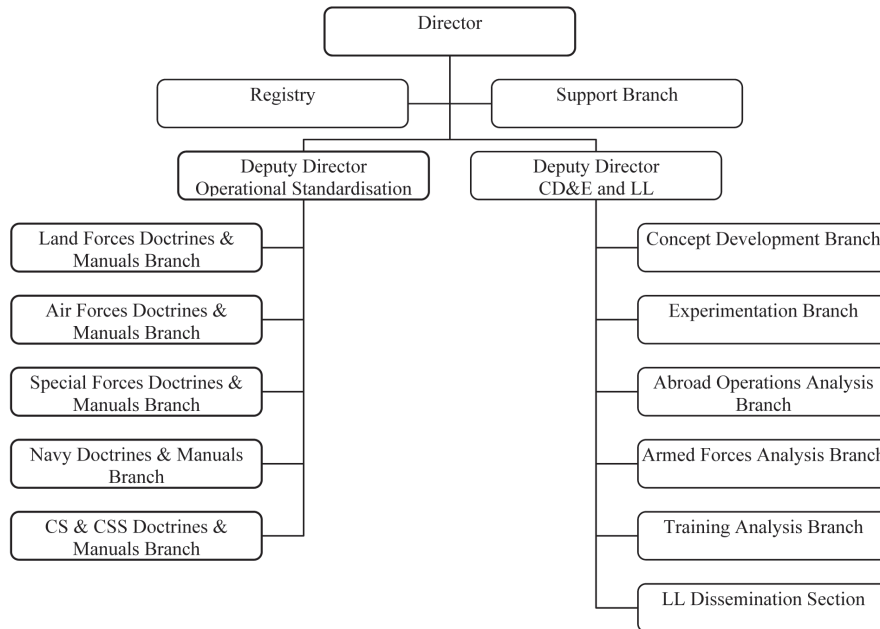 Director
Registry
Support Branch
Deputy Director
Operational Standardisation
Deputy Director
CD&E and LL
Land Forces Doctrines &
Manuals Branch
Air Forces Doctrines &
Manuals Branch
Special Forces Doctrines &
Manuals Branch
Navy Doctrines & Manuals
Branch
CS & CSS Doctrines &
Manuals Branch
Concept Development Branch
Experimentation Branch
Abroad Operations Analysis
Branch
Armed Forces Analysis Branch
Training Analysis Branch
LL Dissemination Section